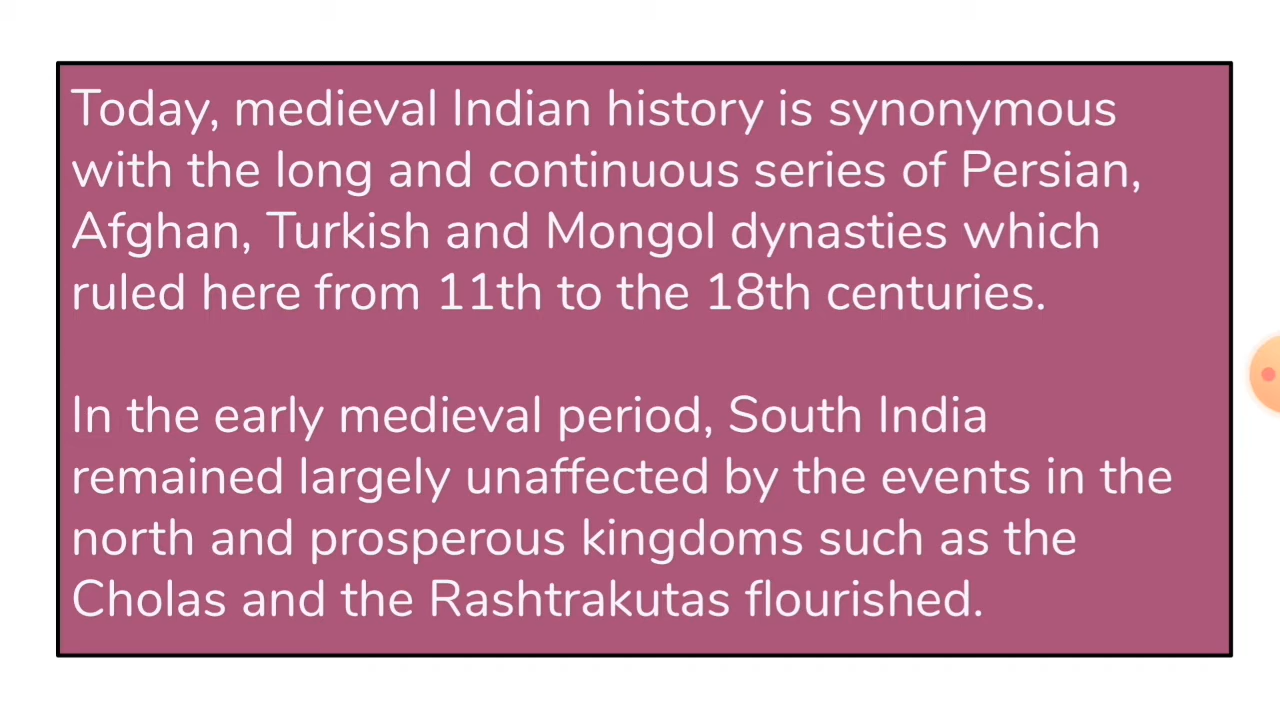 Today, medieval Indian history is synonymous
with the long and continuous series of Persian,
Afghan, Turkish and Mongol dynasties which
ruled here from 11th to the 18th centuries.
In the early medieval period, South India
remained largely unaffected by the events in the
north and prosperous kingdoms such as the
Cholas and the Rashtrakutas flourished.